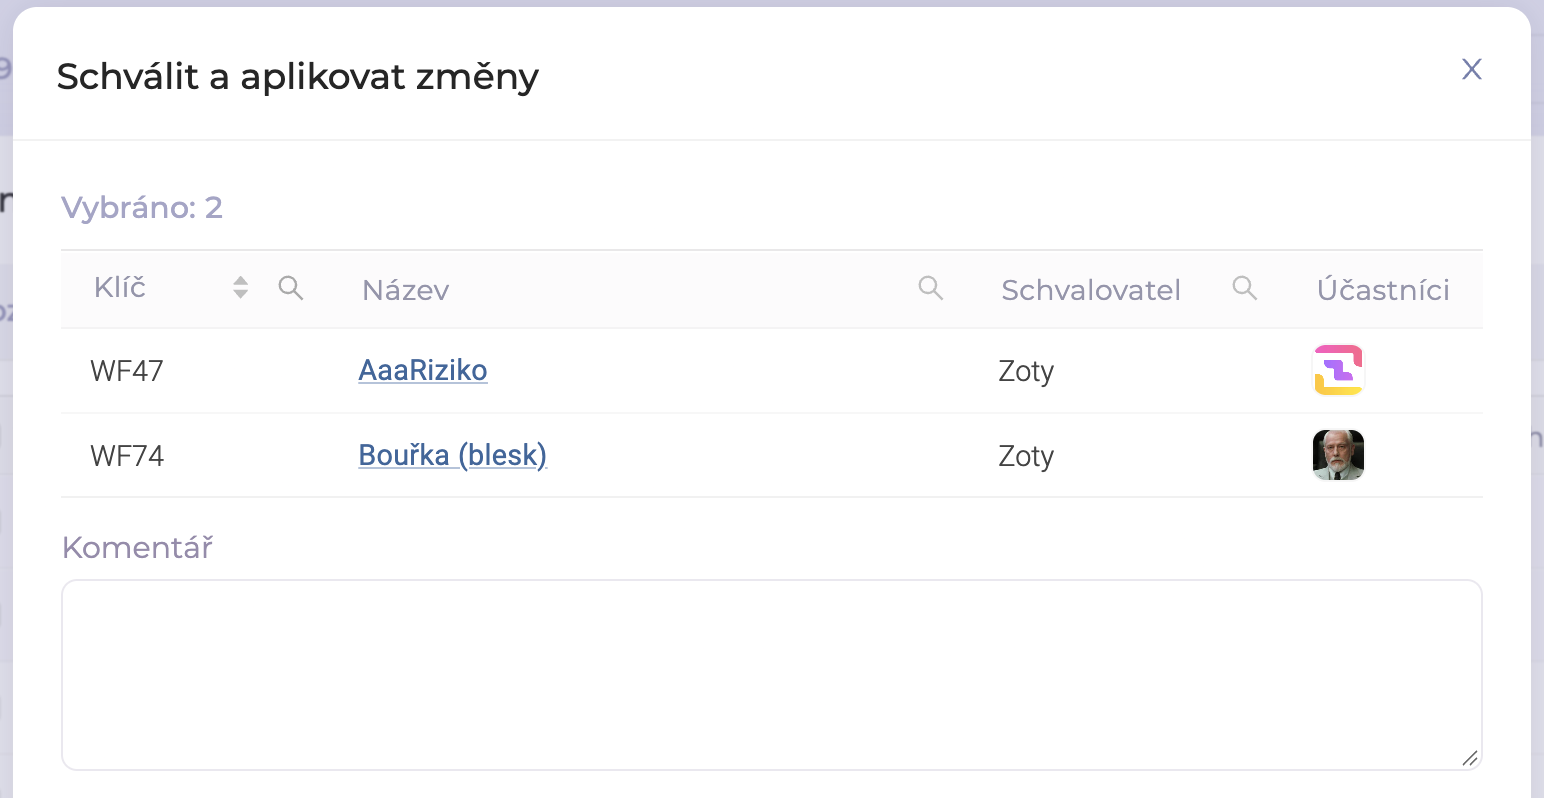 Schválit a aplikovat změny
Vybráno: 2
Klíč Název Schvalovatel Účastníci
WF47 AaaRiziko Zoty
WF74 Bouřka (blesk) Zoty
Komentář